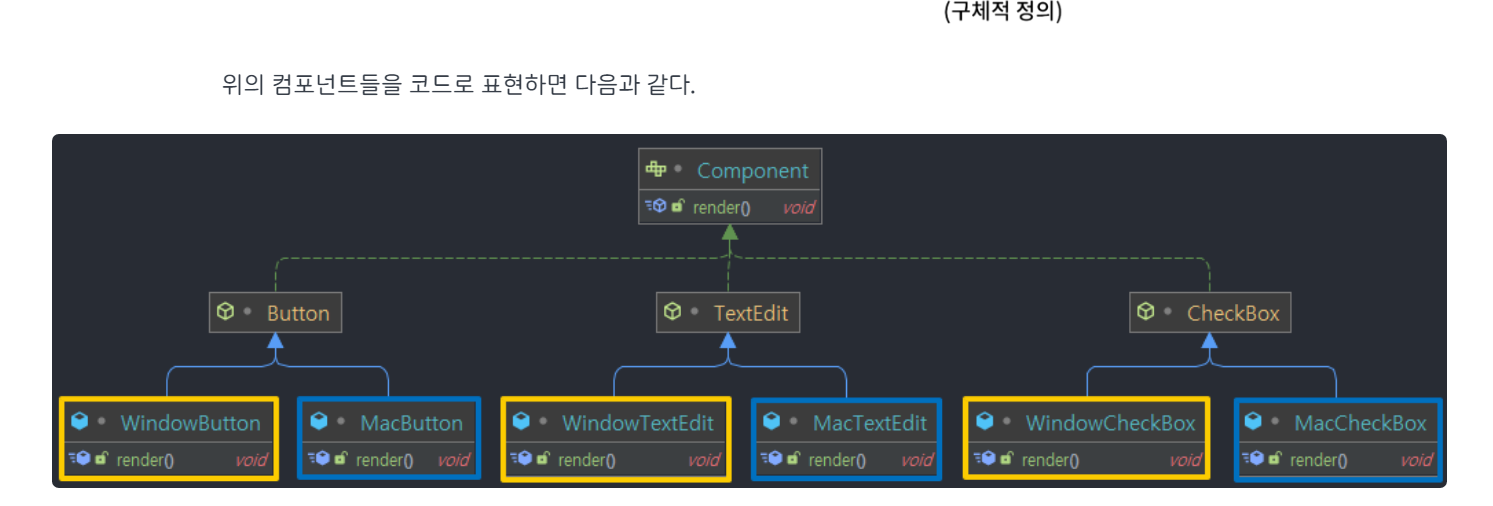 (구체적 정의)
위의 컴포넌트들을 코드로 표현하면 다음과 같다.
Component
render() void
Button TextEdit CheckBox
WindowButton MacButton WindowTextEdit MacTextEdit WindowCheckBox MacCheckBox
render() void render() void render() void render() void render() void render() void